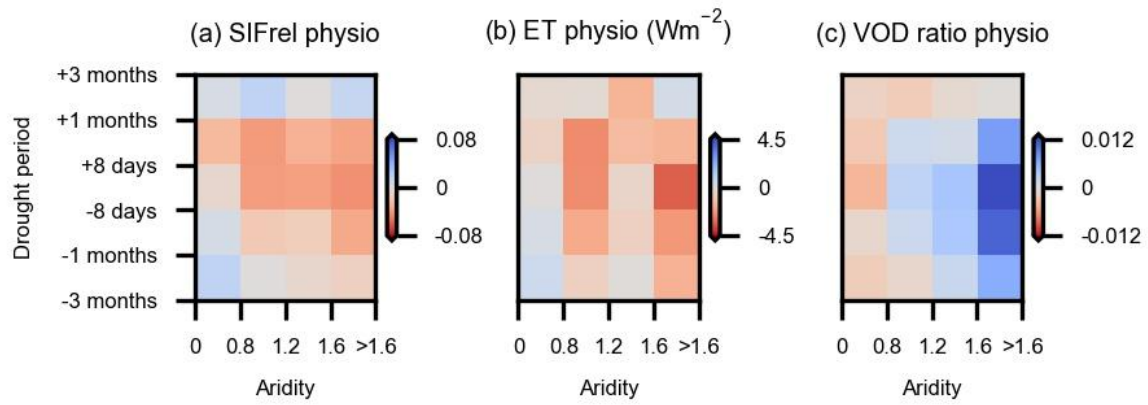 (a) SIFrel physio
(b) ET physio (Wm⁻²)
(c) VOD ratio physio
Drought period
+3 months
+1 months
+8 days
-8 days
-1 months
-3 months
0.08
0
-0.08
4.5
0
-4.5
0.012
0
-0.012
0 0.8 1.2 1.6 >1.6
0 0.8 1.2 1.6 >1.6
0 0.8 1.2 1.6 >1.6
Aridity
Aridity
Aridity